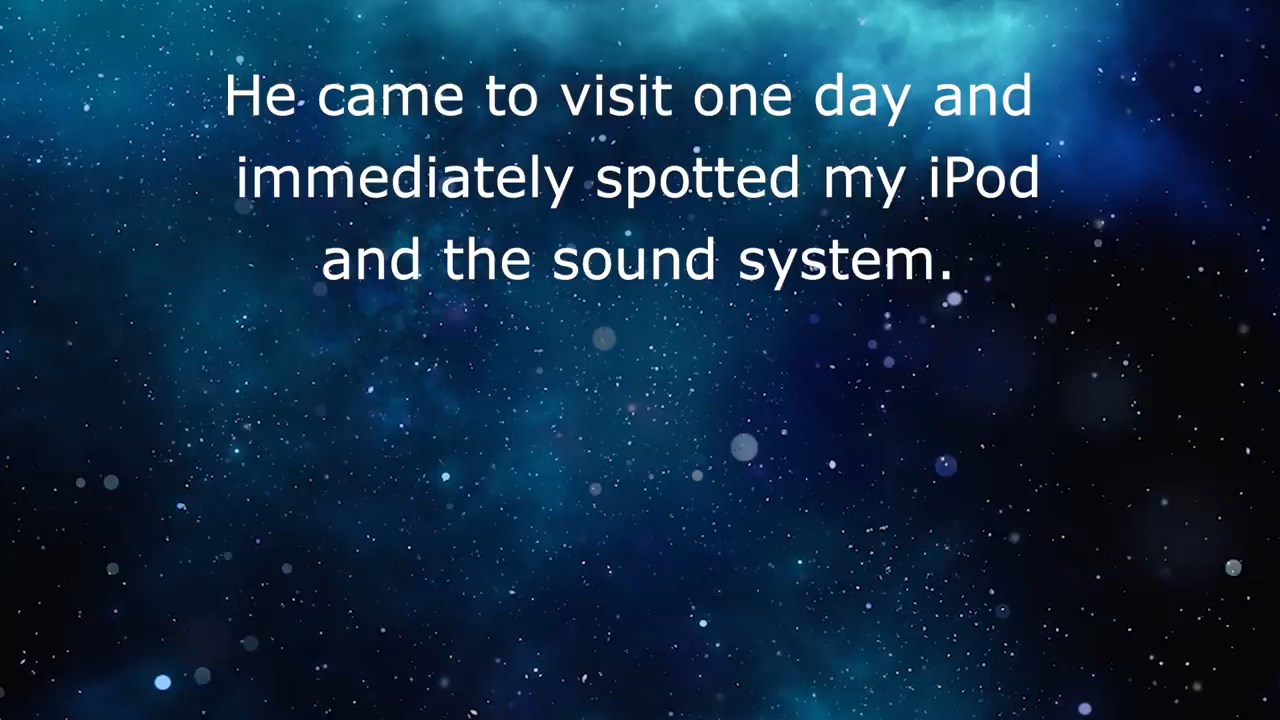 He came to visit one day and
immediately spotted my iPod
and the sound system.